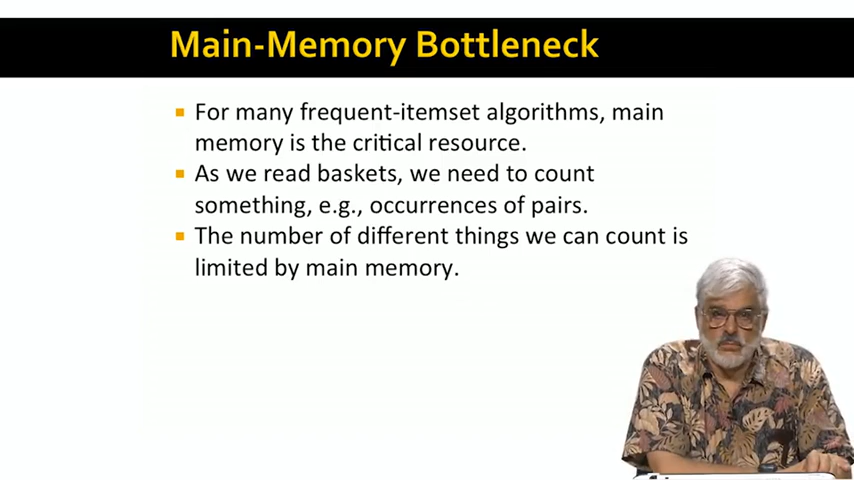 Main-Memory Bottleneck
For many frequent-itemset algorithms, main
memory is the critical resource.
As we read baskets, we need to count
something, e.g., occurrences of pairs.
The number of different things we can count is
limited by main memory.